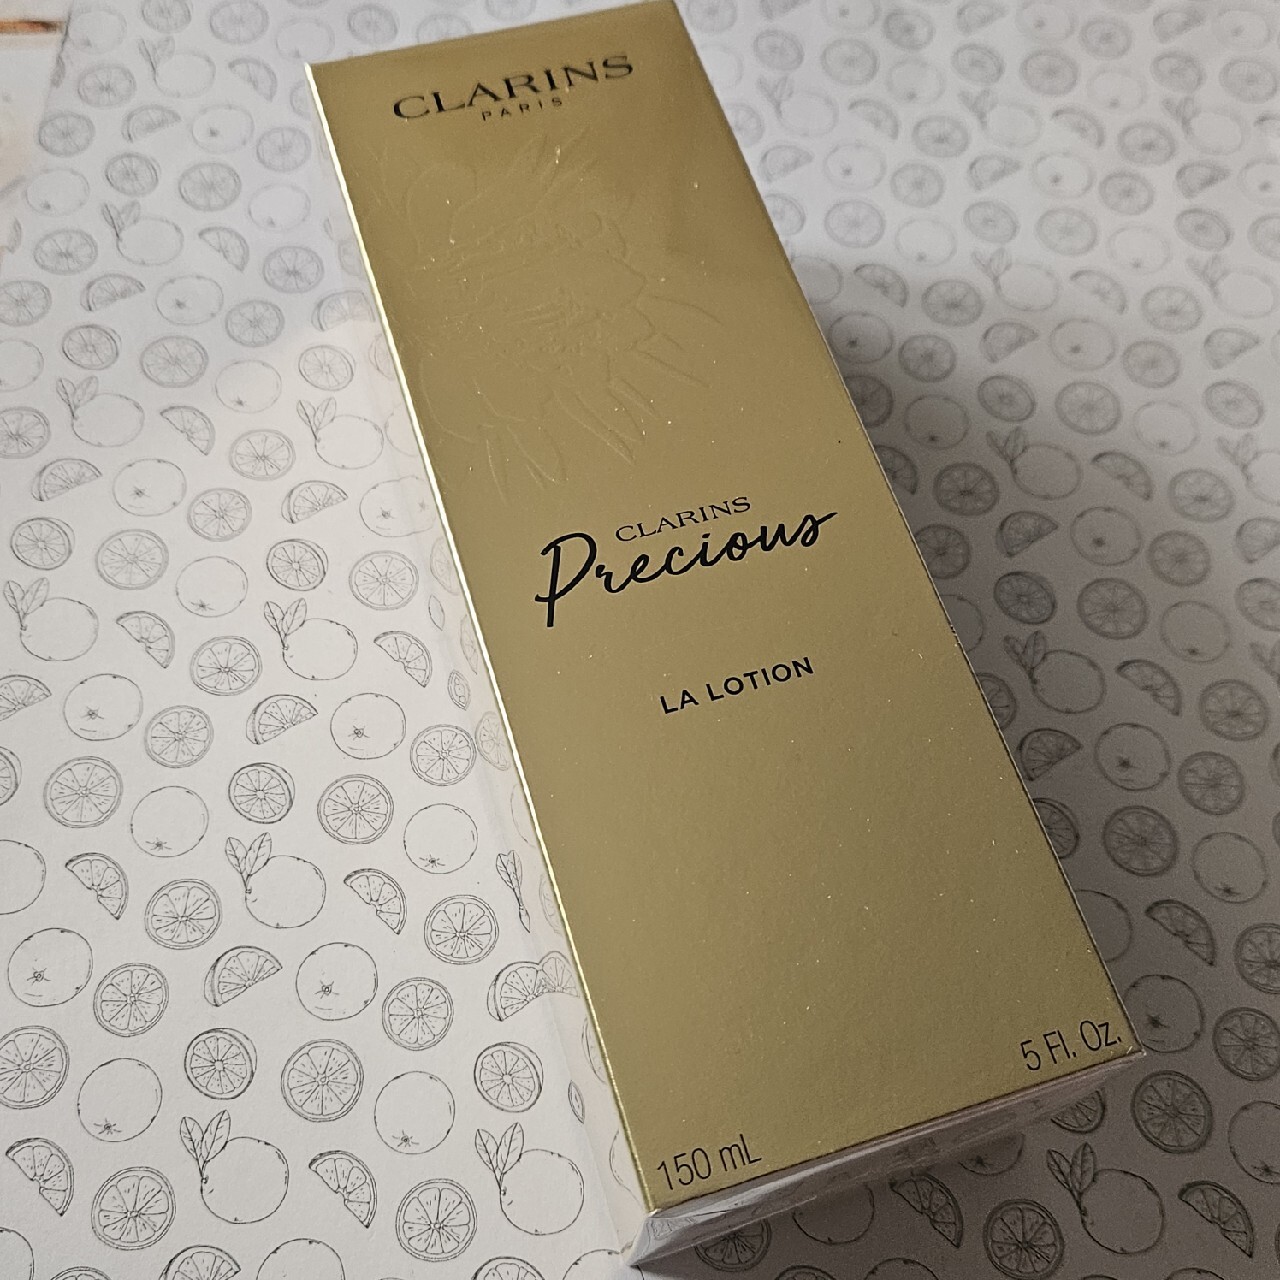 CLARINS
PARIS
CLARINS
Precious
LA LOTION
5 Fl. Oz.
150 mL